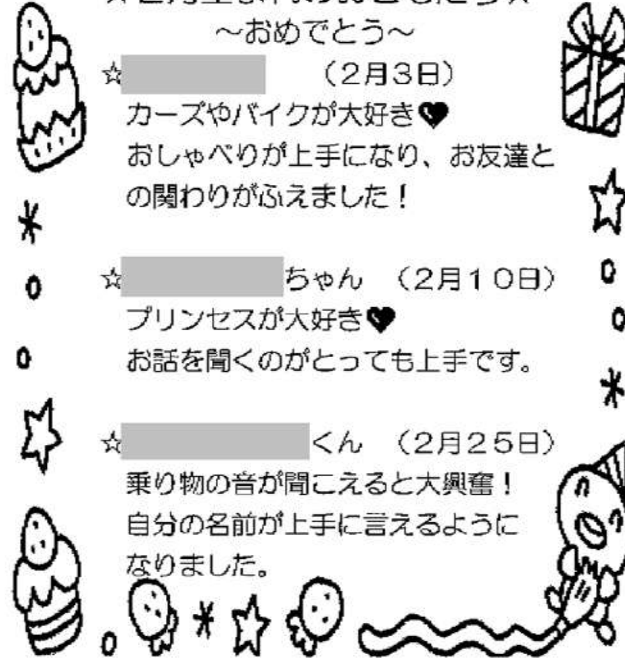 ～おめでとう～
☆ （2月3日）
カーズやバイクが大好き♥
おしゃべりが上手になり、お友達と
の関わりがふえました！
☆ ちゃん （2月10日）
プリンセスが大好き♥
お話を聞くのがとっても上手です。
☆ くん （2月25日）
乗り物の音が聞こえると大興奮！
自分の名前が上手に言えるように
なりました。